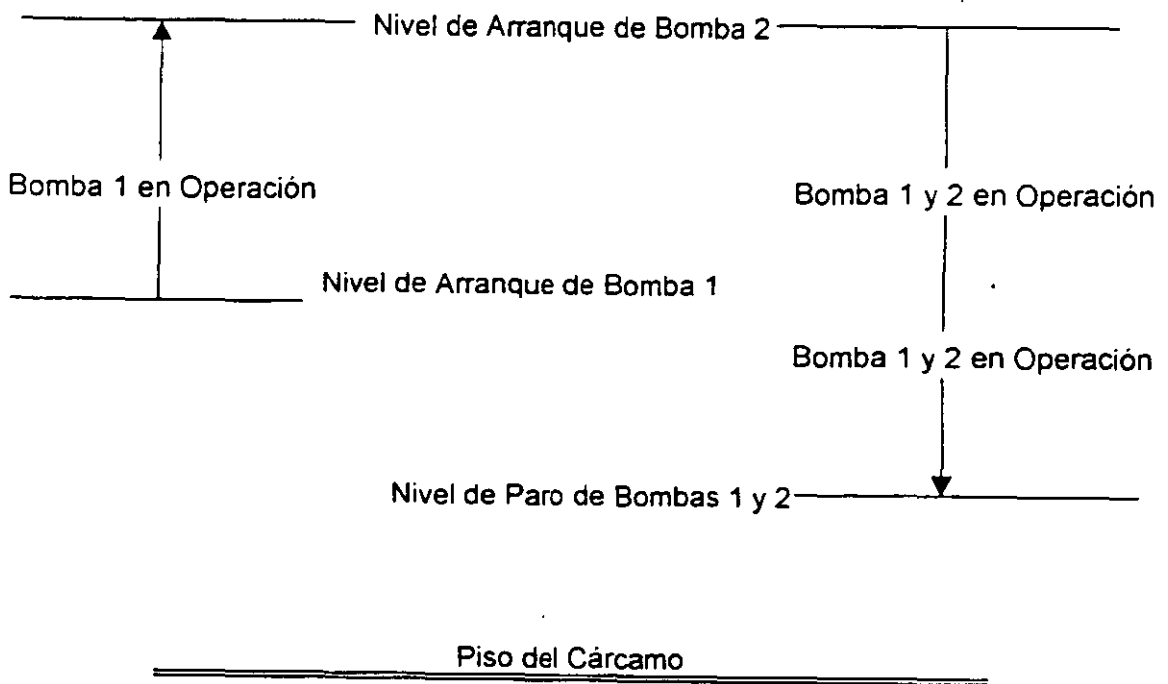 Nivel de Arranque de Bomba 2
Bomba 1 en Operación
Bomba 1 y 2 en Operación
Nivel de Arranque de Bomba 1
Bomba 1 y 2 en Operación
Nivel de Paro de Bombas 1 y 2
Piso del Cárcamo